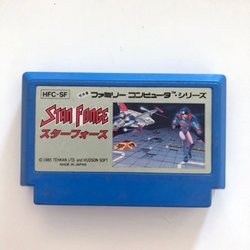 HFC-SF
ファミリー コンピュータ™シリーズ
STAR FORCE
スターフォース
© 1985 TEHKAN LTD. and HUDSON SOFT
MADE IN JAPAN